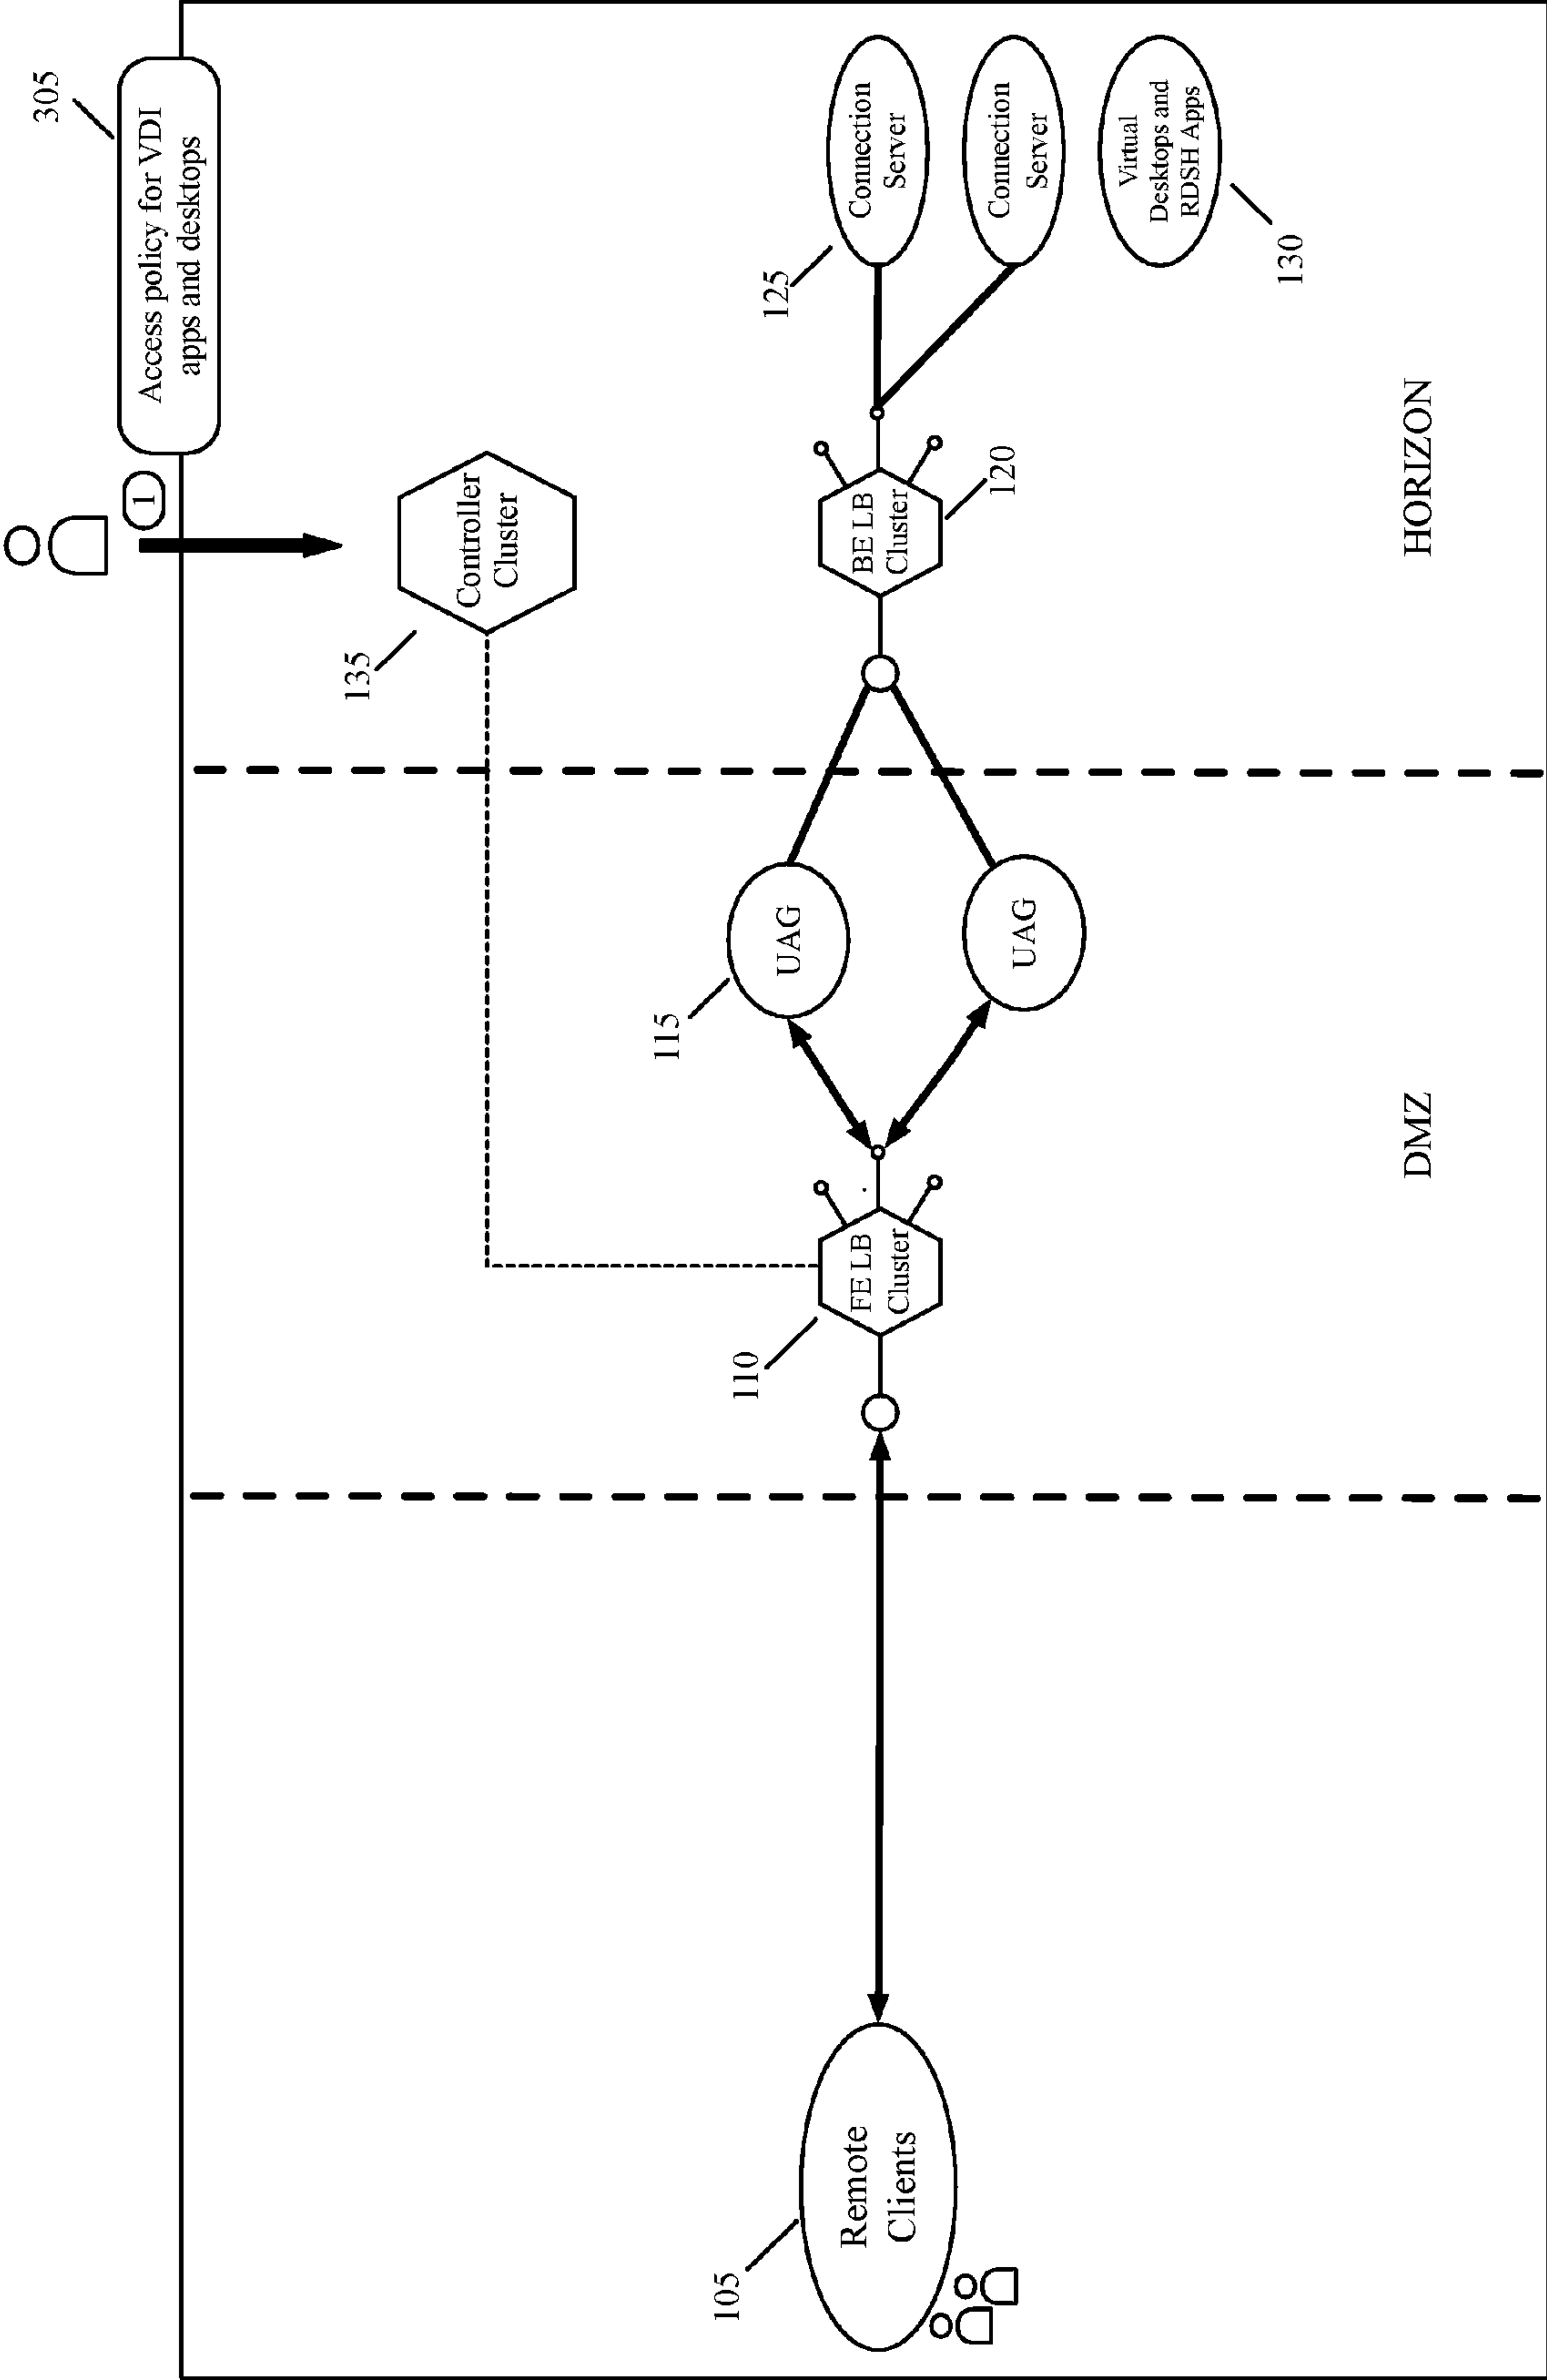 305
Access policy for VDI
apps and desktops
1
135
Controller
Cluster
105
Remote
Clients
110
FE LB
Cluster
115
UAG
UAG
BE LB
Cluster
120
125
Connection
Server
Connection
Server
Virtual
Desktops and
RDSH Apps
130
DMZ
HORIZON